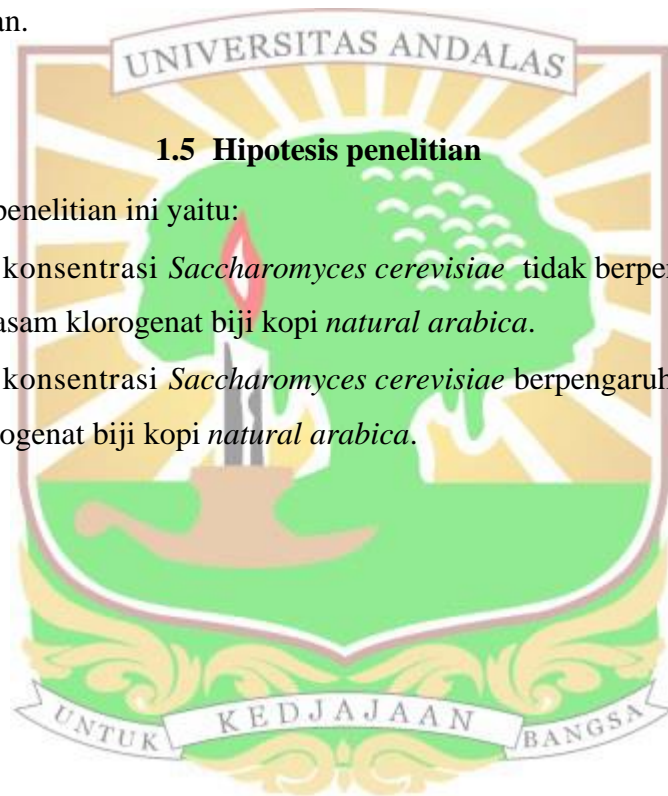 an.
UNIVERSITAS ANDALAS
1.5 Hipotesis penelitian
penelitian ini yaitu:
konsentrasi Saccharomyces cerevisiae tidak berpe
asam klorogenat biji kopi natural arabica.
konsentrasi Saccharomyces cerevisiae berpengaruh
ogenat biji kopi natural arabica.
UNTUK KEDJAJAAN BANGSA